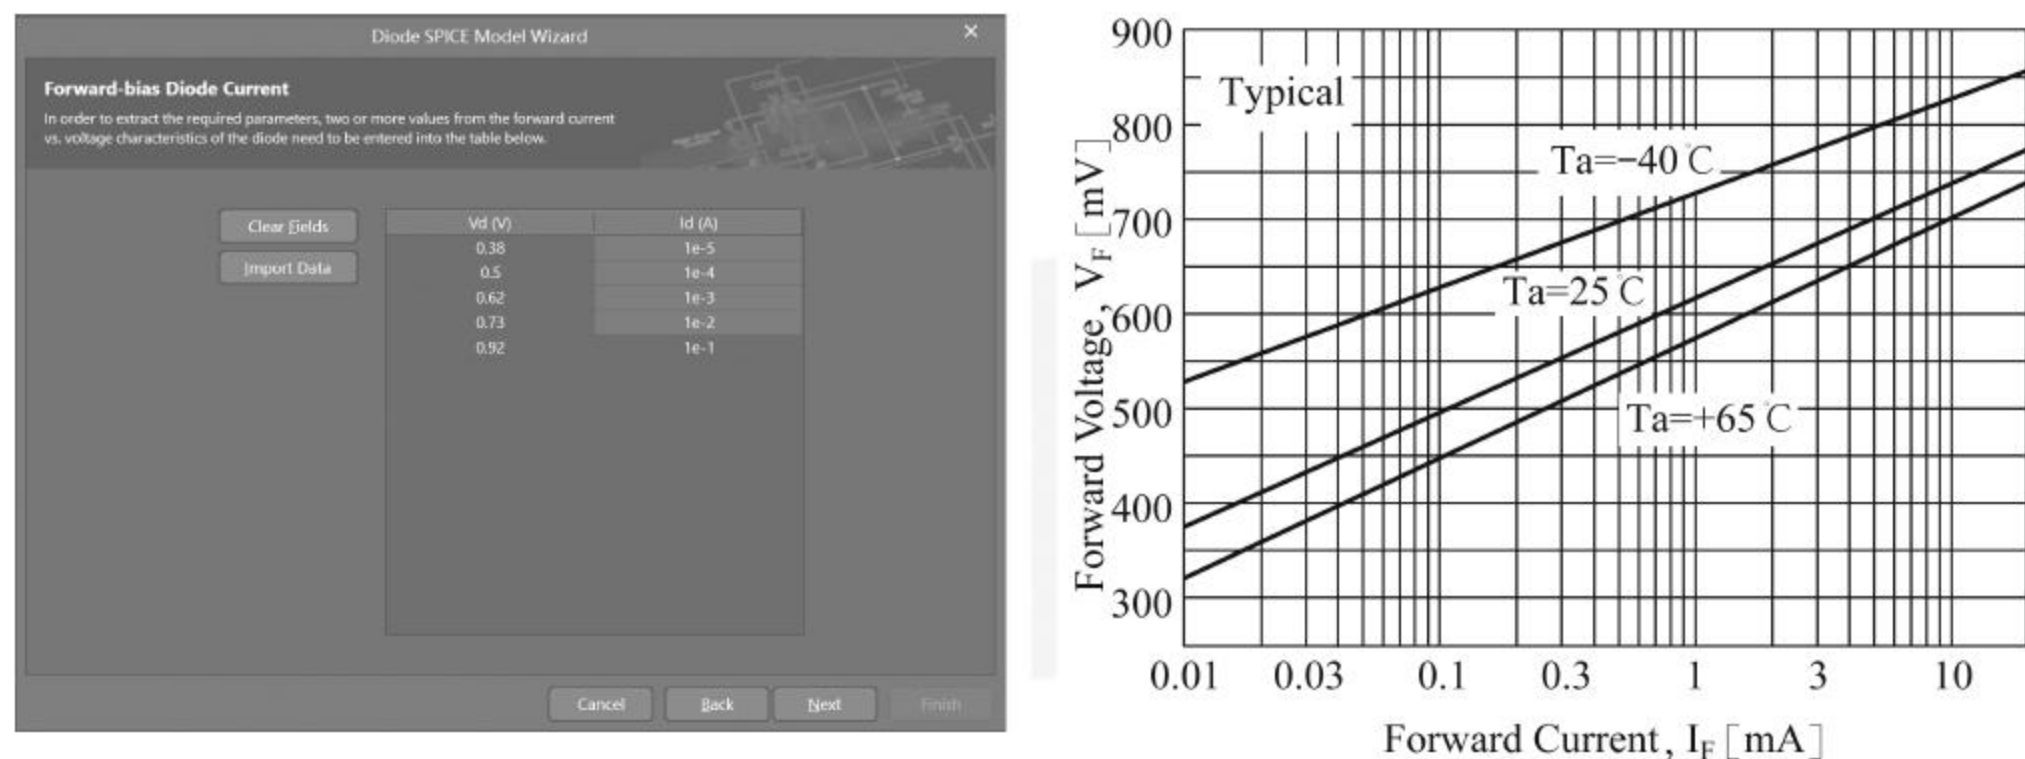 Diode SPICE Model Wizard
×
Forward-bias Diode Current
In order to extract the required parameters, two or more values from the forward current
vs. voltage characteristics of the diode need to be entered into the table below.
Clear Fields
Import Data
Vd (V) Id (A)
0.38 1e-5
0.5 1e-4
0.62 1e-3
0.73 1e-2
0.92 1e-1
Cancel Back Next Finish
Forward Voltage, VF [mV]
900
800
700
600
500
400
300
Typical
Ta=−40℃
Ta=25℃
Ta=+65℃
0.01 0.03 0.1 0.3 1 3 10
Forward Current, IF [mA]